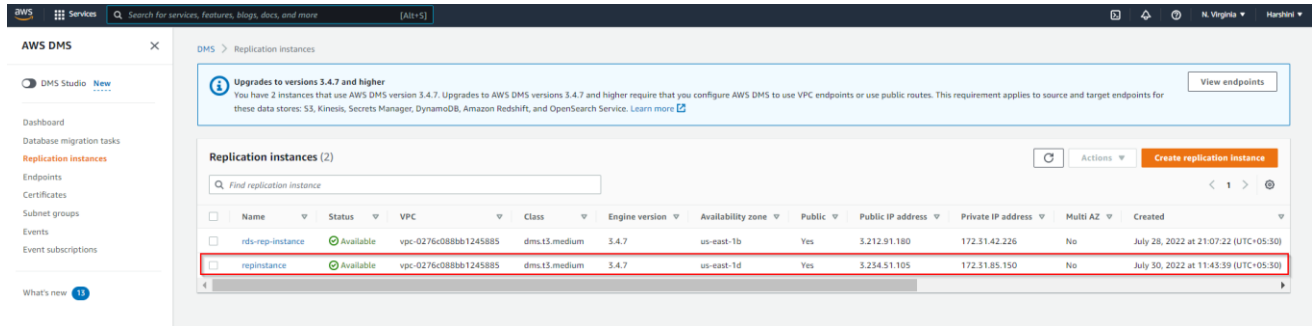 aws Services Search for services, features, blogs, docs, and more [Alt+S] N. Virginia Harshini
AWS DMS
DMS Studio New
Dashboard
Database migration tasks
Replication instances
Endpoints
Certificates
Subnet groups
Events
Event subscriptions
What's new 13
DMS > Replication instances
Upgrades to versions 3.4.7 and higher
You have 2 instances that use AWS DMS version 3.4.7. Upgrades to AWS DMS versions 3.4.7 and higher require that you configure AWS DMS to use VPC endpoints or use public routes. This requirement applies to source and target endpoints for
these data stores: S3, Kinesis, Secrets Manager, DynamoDB, Amazon Redshift, and OpenSearch Service. Learn more
View endpoints
Replication instances (2)
Actions Create replication instance
Find replication instance
< 1 >
Name Status VPC Class Engine version Availability zone Public Public IP address Private IP address Multi AZ Created
rds-rep-instance Available vpc-0276c088bb1245885 dms.t3.medium 3.4.7 us-east-1b Yes 3.212.91.180 172.31.42.226 No July 28, 2022 at 21:07:22 (UTC+05:30)
repinstance Available vpc-0276c088bb1245885 dms.t3.medium 3.4.7 us-east-1d Yes 3.234.51.105 172.31.85.150 No July 30, 2022 at 11:43:39 (UTC+05:30)